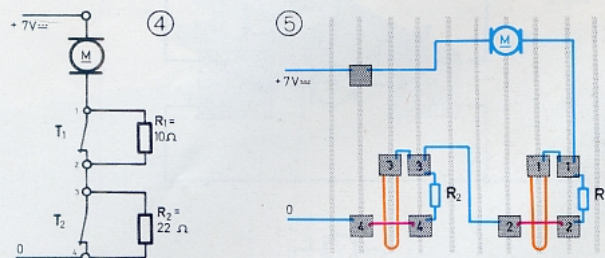 4
+ 7V
M
1
T1
R1 =
10Ω
2
3
T2
R2 =
22 Ω
4
0
5
M
+7V
3 3
R2
0
4 4
1 1
R
2 2